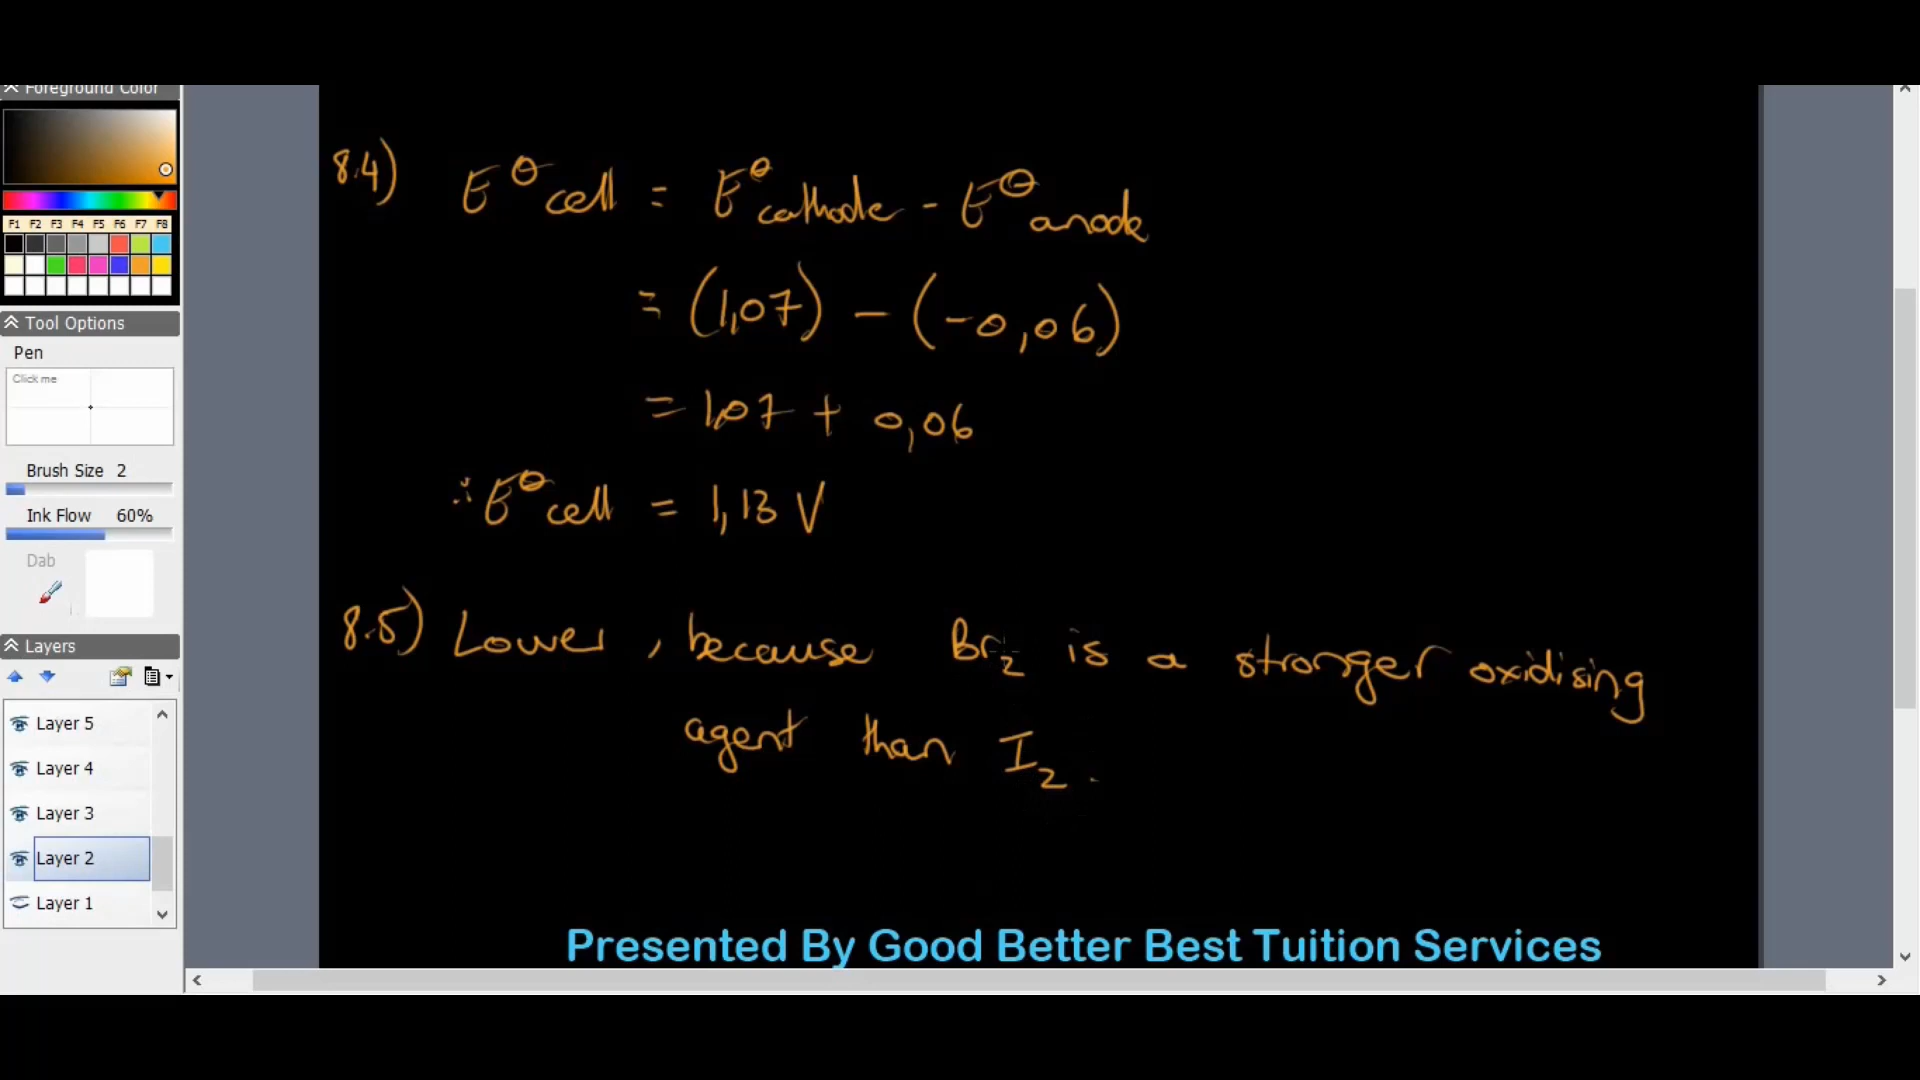 Foreground Color
F1 F2 F3 F4 F5 F6 F7 F8
Tool Options
Pen
Click me
Brush Size 2
Ink Flow 60%
Dab
Layers
Layer 5
Layer 4
Layer 3
Layer 2
Layer 1
8.4) E^θ cell = E^θ cathode - E^θ anode
= (1,07) - (-0,06)
= 1,07 + 0,06
∴ E^θ cell = 1,13 V
8.5) Lower, because Br₂ is a stronger oxidising
agent than I₂.
Presented By Good Better Best Tuition Services